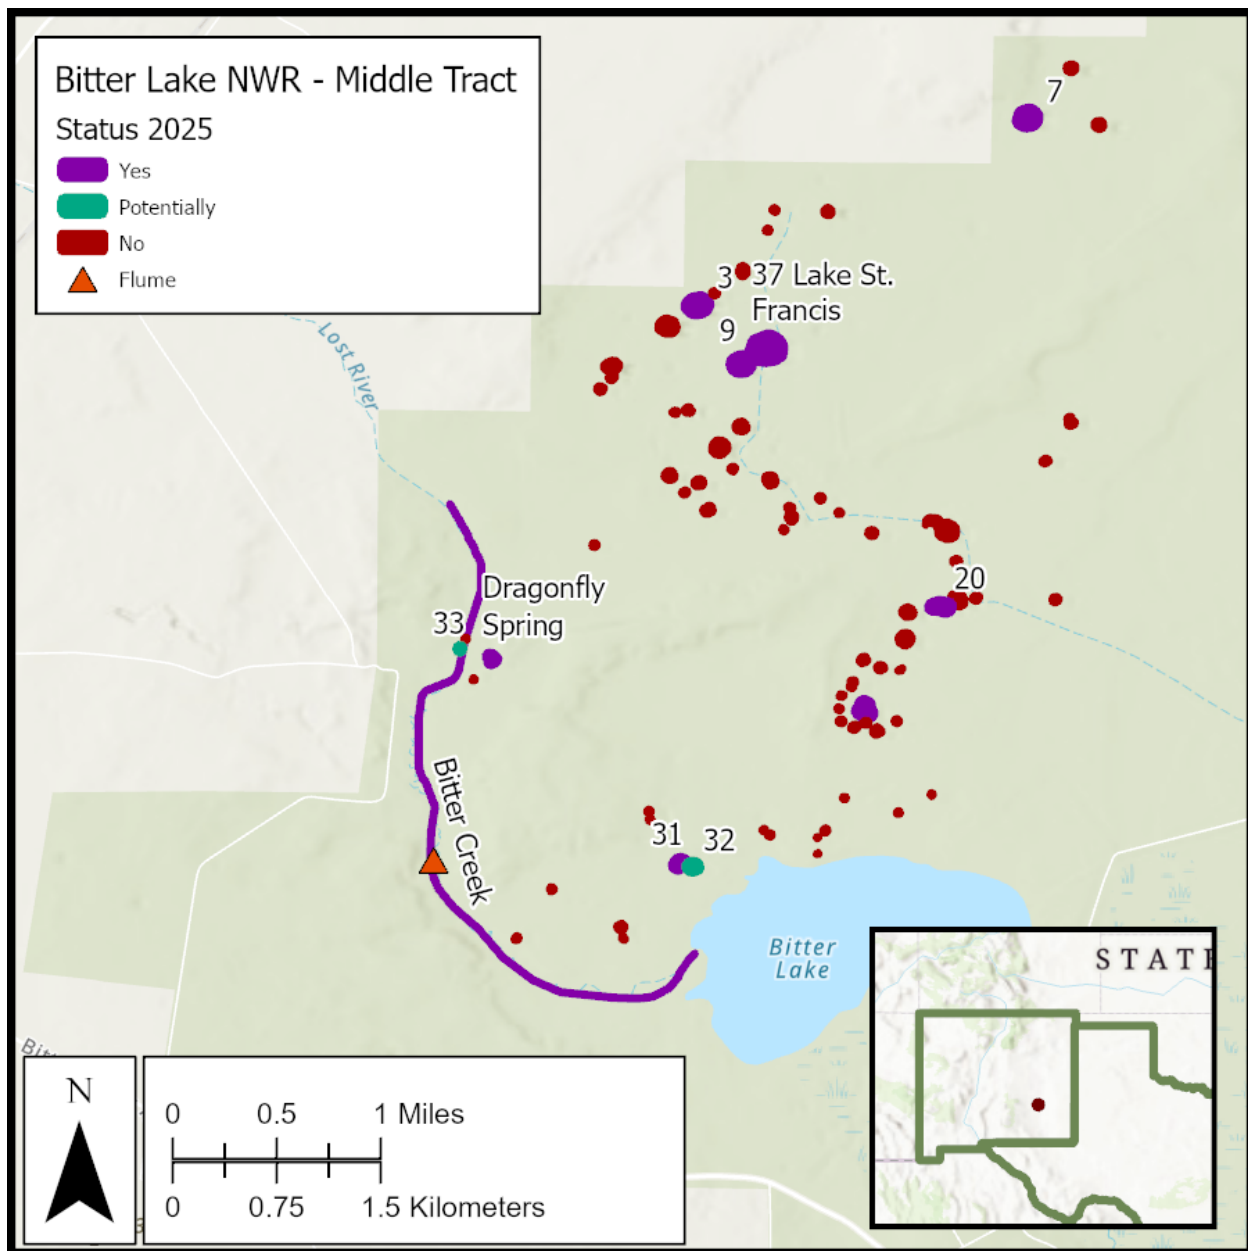 Bitter Lake NWR - Middle Tract
Status 2025
Yes
Potentially
No
Flume
7
3
37 Lake St.
Francis
9
Lost River
20
Dragonfly
Spring
33
Bitter Creek
31
32
Bitter
Lake
STATE
N
0 0.5 1 Miles
0 0.75 1.5 Kilometers